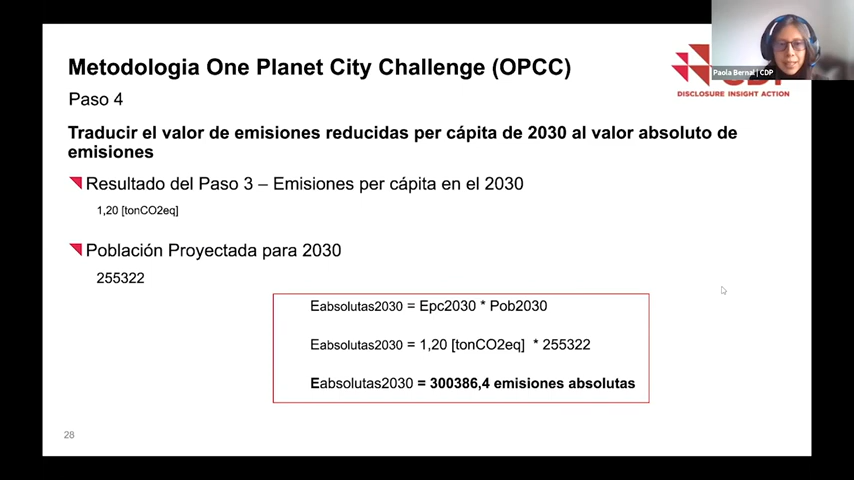 Metodologia One Planet City Challenge (OPCC)
Paso 4
Paola Bernal | CDP
DISCLOSURE INSIGHT ACTION
Traducir el valor de emisiones reducidas per cápita de 2030 al valor absoluto de
emisiones
Resultado del Paso 3 – Emisiones per cápita en el 2030
1,20 [tonCO2eq]
Población Proyectada para 2030
255322
Eabsolutas2030 = Epc2030 * Pob2030
Eabsolutas2030 = 1,20 [tonCO2eq] * 255322
Eabsolutas2030 = 300386,4 emisiones absolutas
28